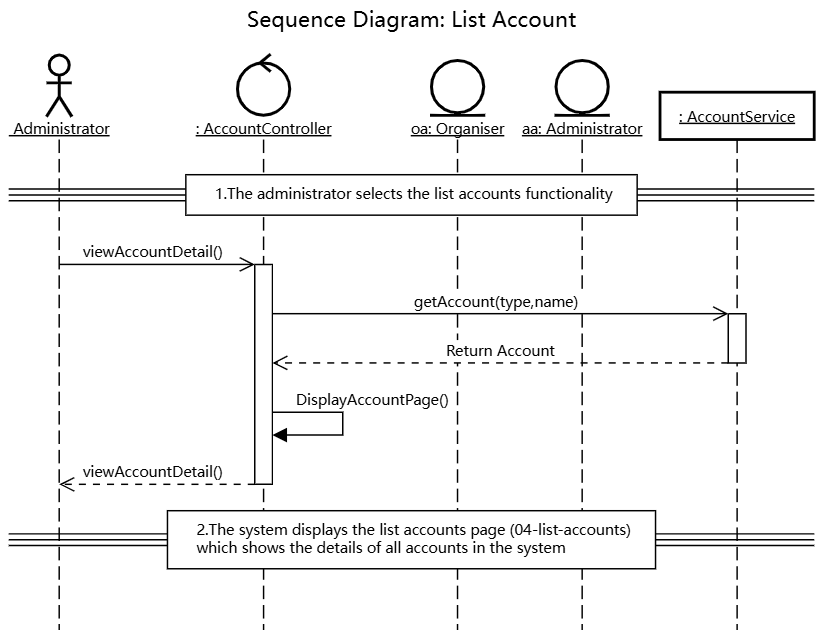 Sequence Diagram: List Account
Administrator
: AccountController
oa: Organiser
aa: Administrator
: AccountService
1.The administrator selects the list accounts functionality
viewAccountDetail()
getAccount(type,name)
Return Account
DisplayAccountPage()
viewAccountDetail()
2.The system displays the list accounts page (04-list-accounts)
which shows the details of all accounts in the system